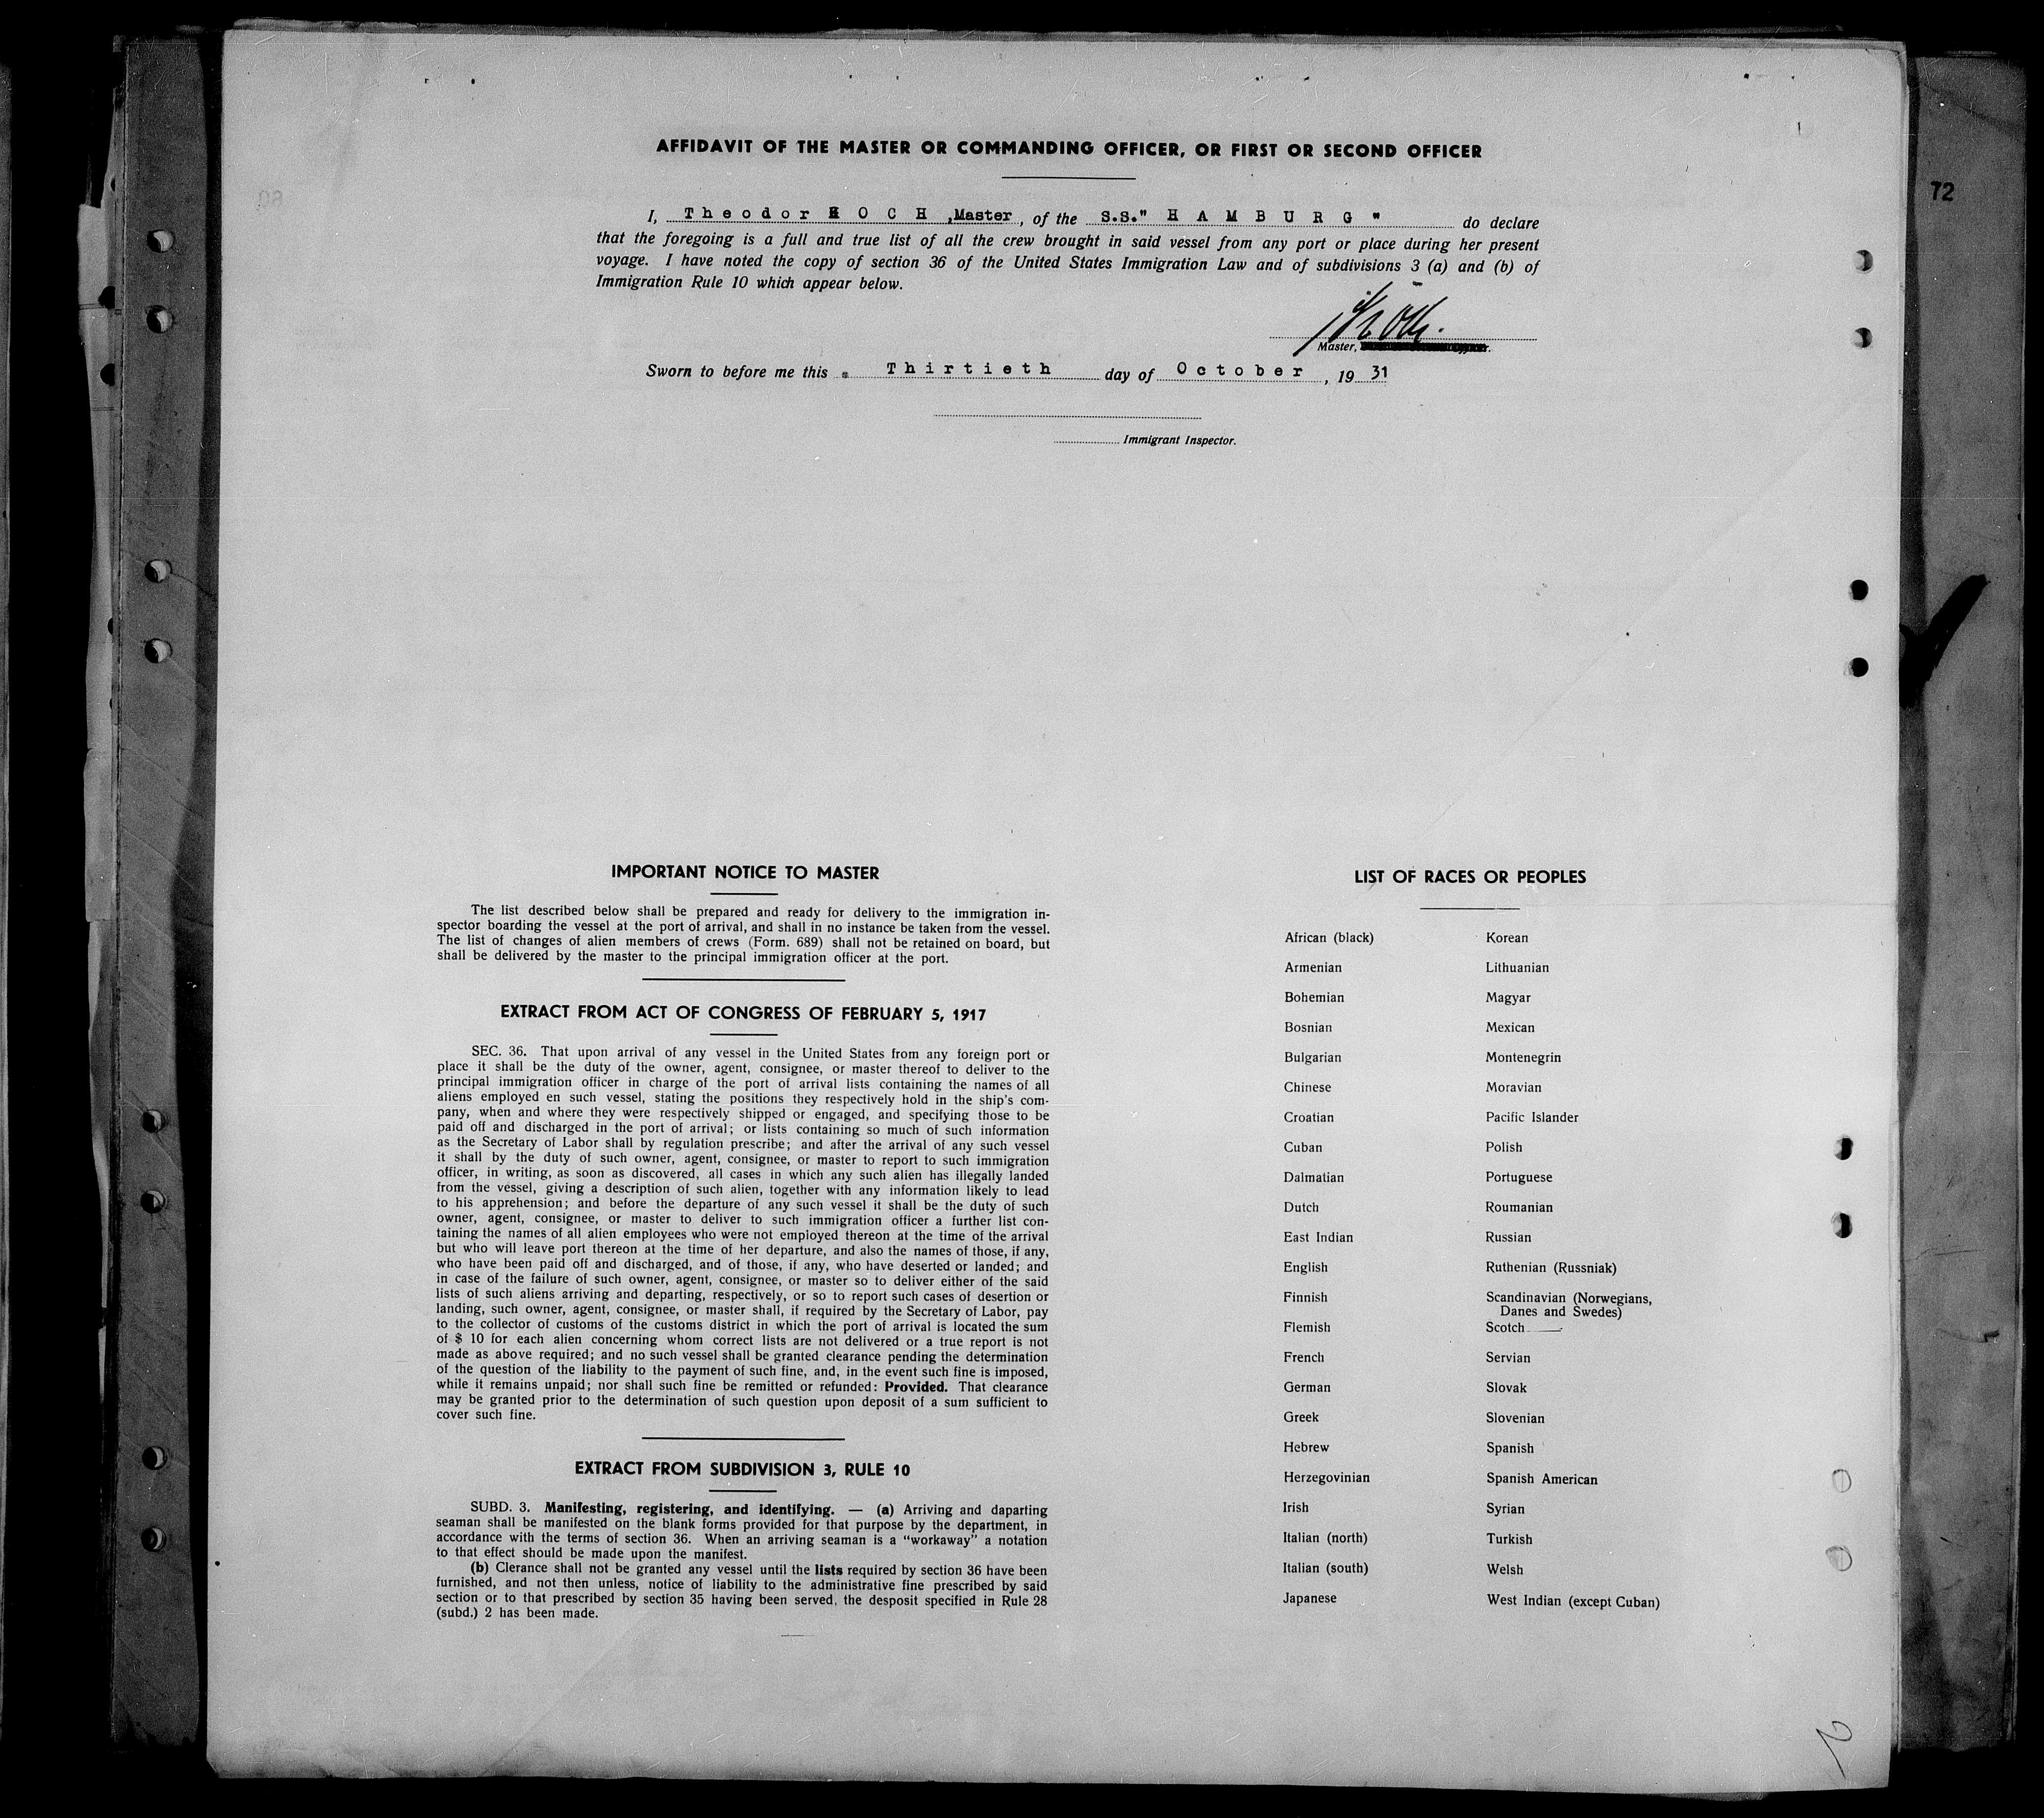 AFFIDAVIT OF THE MASTER OR COMMANDING OFFICER, OR FIRST OR SECOND OFFICER
72
I, Theodor K O C H ,Master, of the S.S." H A M B U R G " do declare
that the foregoing is a full and true list of all the crew brought in said vessel from any port or place during her present
voyage. I have noted the copy of section 36 of the United States Immigration Law and of subdivisions 3 (a) and (b) of
Immigration Rule 10 which appear below.
Master,
Sworn to before me this Thirtieth day of October, 19 31
Immigrant Inspector.
IMPORTANT NOTICE TO MASTER
The list described below shall be prepared and ready for delivery to the immigration in-
spector boarding the vessel at the port of arrival, and shall in no instance be taken from the vessel.
The list of changes of alien members of crews (Form. 689) shall not be retained on board, but
shall be delivered by the master to the principal immigration officer at the port.
EXTRACT FROM ACT OF CONGRESS OF FEBRUARY 5, 1917
SEC. 36. That upon arrival of any vessel in the United States from any foreign port or
place it shall be the duty of the owner, agent, consignee, or master thereof to deliver to the
principal immigration officer in charge of the port of arrival lists containing the names of all
aliens employed en such vessel, stating the positions they respectively hold in the ship's com-
pany, when and where they were respectively shipped or engaged, and specifying those to be
paid off and discharged in the port of arrival; or lists containing so much of such information
as the Secretary of Labor shall by regulation prescribe; and after the arrival of any such vessel
it shall by the duty of such owner, agent, consignee, or master to report to such immigration
officer, in writing, as soon as discovered, all cases in which any such alien has illegally landed
from the vessel, giving a description of such alien, together with any information likely to lead
to his apprehension; and before the departure of any such vessel it shall be the duty of such
owner, agent, consignee, or master to deliver to such immigration officer a further list con-
taining the names of all alien employees who were not employed thereon at the time of the arrival
but who will leave port thereon at the time of her departure, and also the names of those, if any,
who have been paid off and discharged, and of those, if any, who have deserted or landed; and
in case of the failure of such owner, agent, consignee, or master so to deliver either of the said
lists of such aliens arriving and departing, respectively, or so to report such cases of desertion or
landing, such owner, agent, consignee, or master shall, if required by the Secretary of Labor, pay
to the collector of customs of the customs district in which the port of arrival is located the sum
of $ 10 for each alien concerning whom correct lists are not delivered or a true report is not
made as above required; and no such vessel shall be granted clearance pending the determination
of the question of the liability to the payment of such fine, and, in the event such fine is imposed,
while it remains unpaid; nor shall such fine be remitted or refunded: Provided. That clearance
may be granted prior to the determination of such question upon deposit of a sum sufficient to
cover such fine.
EXTRACT FROM SUBDIVISION 3, RULE 10
SUBD. 3. Manifesting, registering, and identifying. — (a) Arriving and daparting
seaman shall be manifested on the blank forms provided for that purpose by the department, in
accordance with the terms of section 36. When an arriving seaman is a "workaway" a notation
to that effect should be made upon the manifest.
(b) Clerance shall not be granted any vessel until the lists required by section 36 have been
furnished, and not then unless, notice of liability to the administrative fine prescribed by said
section or to that prescribed by section 35 having been served, the desposit specified in Rule 28
(subd.) 2 has been made.
LIST OF RACES OR PEOPLES
African (black)
Armenian
Bohemian
Bosnian
Bulgarian
Chinese
Croatian
Cuban
Dalmatian
Dutch
East Indian
English
Finnish
Flemish
French
German
Greek
Hebrew
Herzegovinian
Irish
Italian (north)
Italian (south)
Japanese
Korean
Lithuanian
Magyar
Mexican
Montenegrin
Moravian
Pacific Islander
Polish
Portuguese
Roumanian
Russian
Ruthenian (Russniak)
Scandinavian (Norwegians,
Danes and Swedes)
Scotch
Servian
Slovak
Slovenian
Spanish
Spanish American
Syrian
Turkish
Welsh
West Indian (except Cuban)